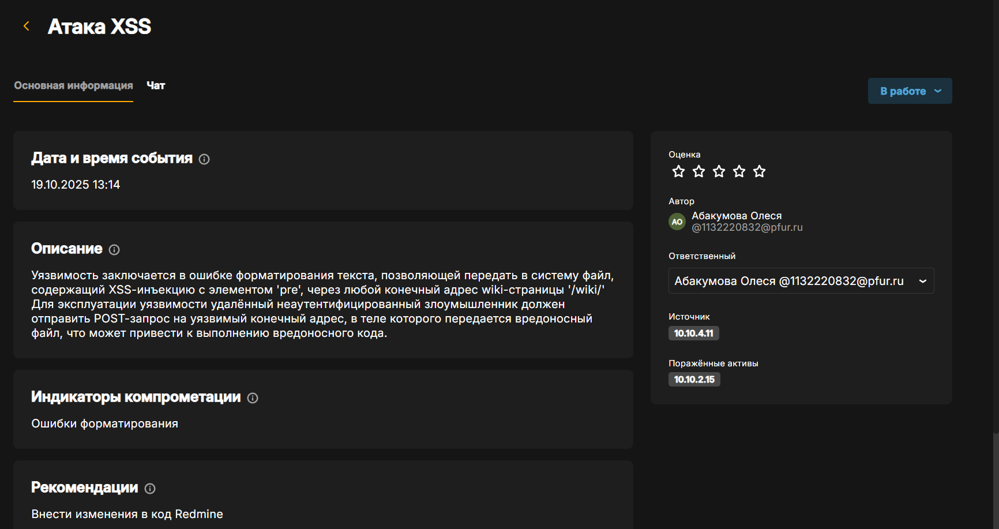 Атака XSS
Основная информация
Чат
В работе
Дата и время события
19.10.2025 13:14
Описание
Уязвимость заключается в ошибке форматирования текста, позволяющей передать в систему файл,
содержащий XSS-инъекцию с элементом 'pre', через любой конечный адрес wiki-страницы '/wiki/'
Для эксплуатации уязвимости удалённый неаутентифицированный злоумышленник должен
отправить POST-запрос на уязвимый конечный адрес, в теле которого передается вредоносный
файл, что может привести к выполнению вредоносного кода.
Индикаторы компрометации
Ошибки форматирования
Рекомендации
Внести изменения в код Redmine
Оценка
Автор
АО
Абакумова Олеся
@1132220832@pfur.ru
Ответственный
Абакумова Олеся @1132220832@pfur.ru
Источник
10.10.4.11
Поражённые активы
10.10.2.15